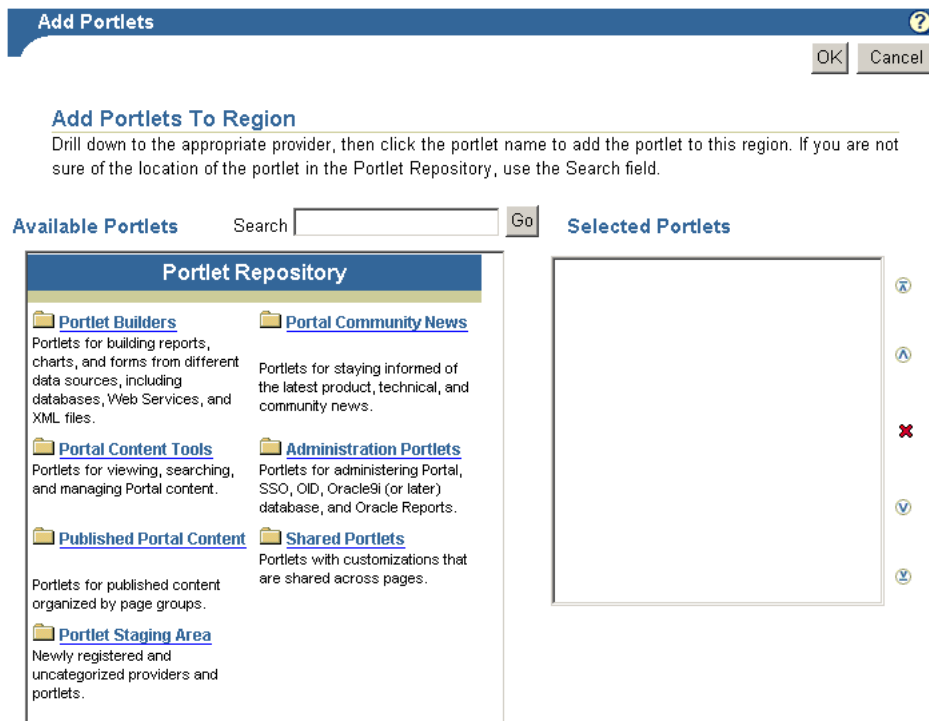 Add Portlets
?
OK
Cancel
Add Portlets To Region
Drill down to the appropriate provider, then click the portlet name to add the portlet to this region. If you are not
sure of the location of the portlet in the Portlet Repository, use the Search field.
Available Portlets
Search
Go
Selected Portlets
Portlet Repository
Portlet Builders
Portlets for building reports,
charts, and forms from different
data sources, including
databases, Web Services, and
XML files.
Portal Community News
Portlets for staying informed of
the latest product, technical, and
community news.
Portal Content Tools
Portlets for viewing, searching,
and managing Portal content.
Administration Portlets
Portlets for administering Portal,
SSO, OID, Oracle9i (or later)
database, and Oracle Reports.
Published Portal Content
Portlets for published content
organized by page groups.
Shared Portlets
Portlets with customizations that
are shared across pages.
Portlet Staging Area
Newly registered and
uncategorized providers and
portlets.